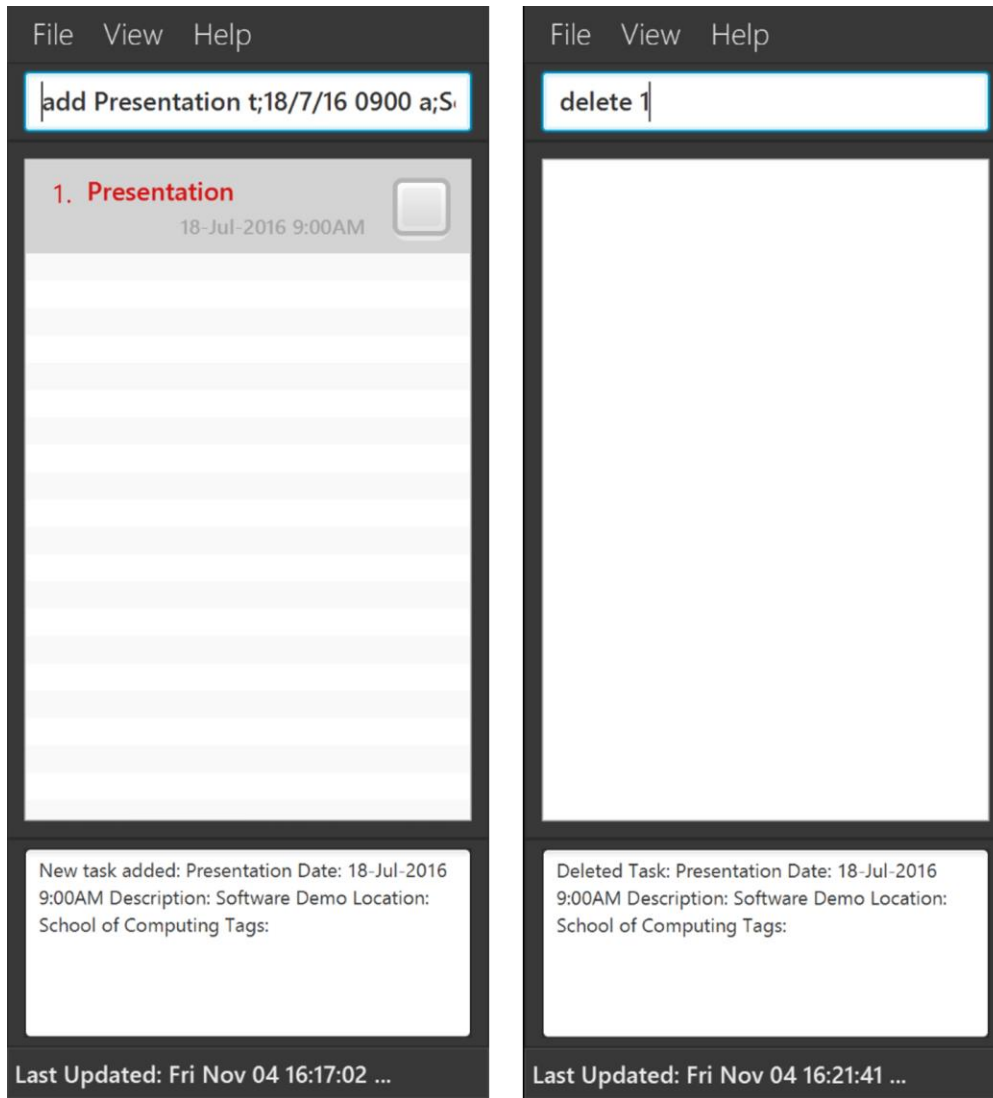 File View Help
add Presentation t;18/7/16 0900 a;S
1. Presentation
18-Jul-2016 9:00AM
New task added: Presentation Date: 18-Jul-2016
9:00AM Description: Software Demo Location:
School of Computing Tags:
Last Updated: Fri Nov 04 16:17:02 ...
File View Help
delete 1
Deleted Task: Presentation Date: 18-Jul-2016
9:00AM Description: Software Demo Location:
School of Computing Tags:
Last Updated: Fri Nov 04 16:21:41 ...